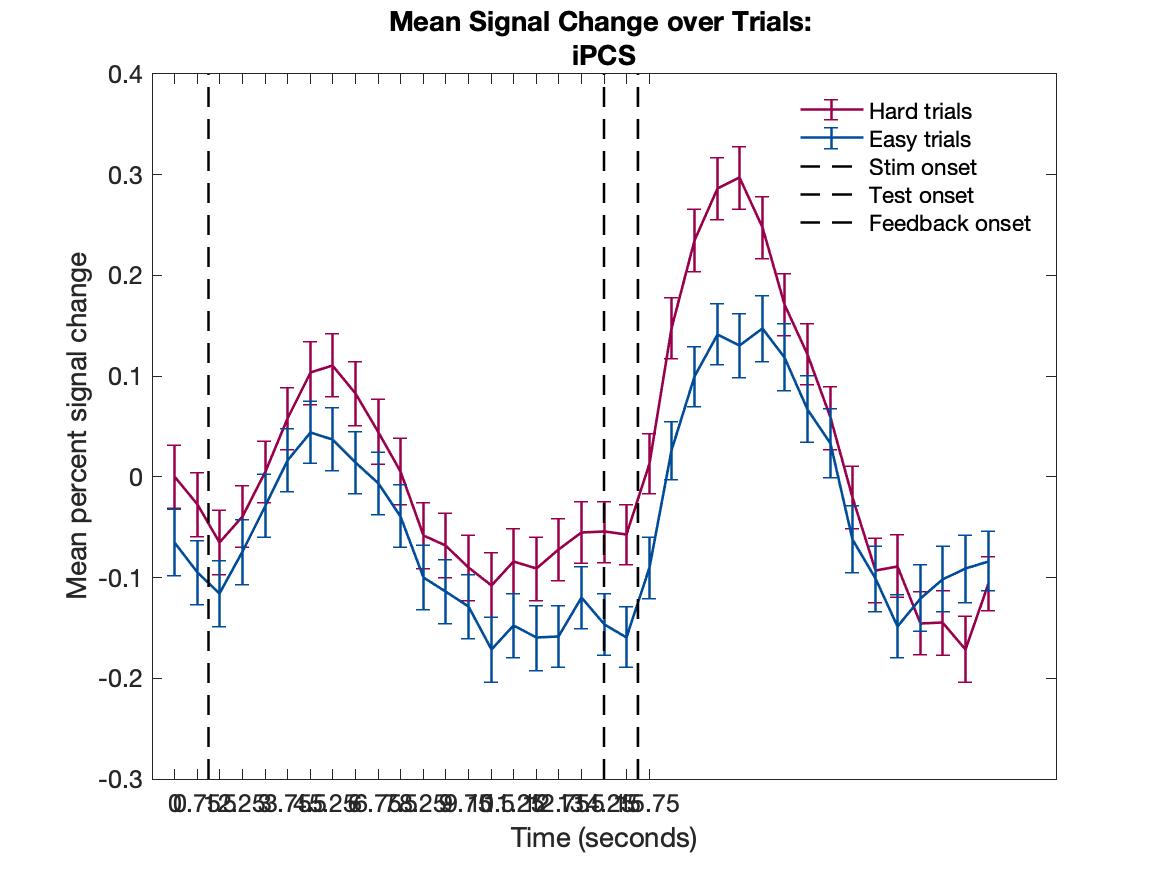 Mean Signal Change over Trials:
iPCS
0.4
0.3
0.2
0.1
0
-0.1
-0.2
-0.3
Mean percent signal change
Hard trials
Easy trials
Stim onset
Test onset
Feedback onset
15.75
Time (seconds)